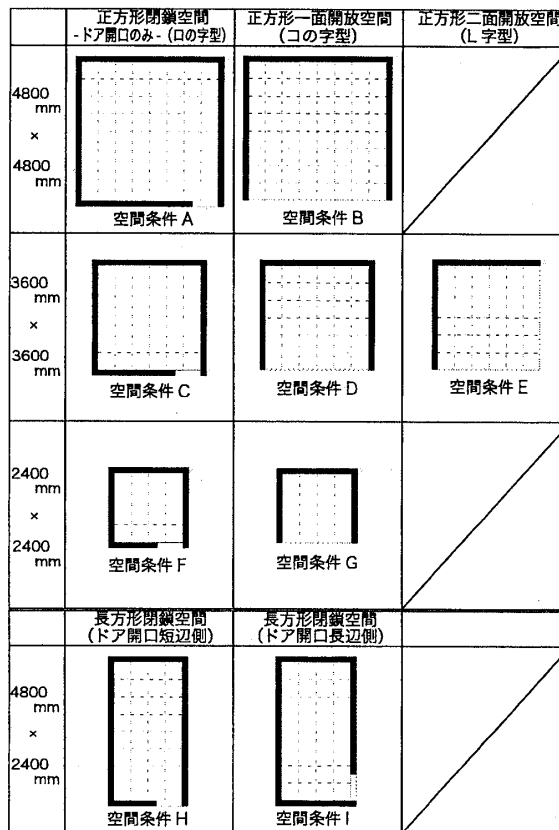 正方形閉鎖空間
-ドア開口のみ-(ロの字型)
正方形一面開放空間
(コの字型)
正方形二面開放空間
(L字型)
4800
mm
×
4800
mm
空間条件 A
空間条件 B
3600
mm
×
3600
mm
空間条件 C
空間条件 D
空間条件 E
2400
mm
×
2400
mm
空間条件 F
空間条件 G
長方形閉鎖空間
(ドア開口短辺側)
長方形閉鎖空間
(ドア開口長辺側)
4800
mm
×
2400
mm
空間条件 H
空間条件 I